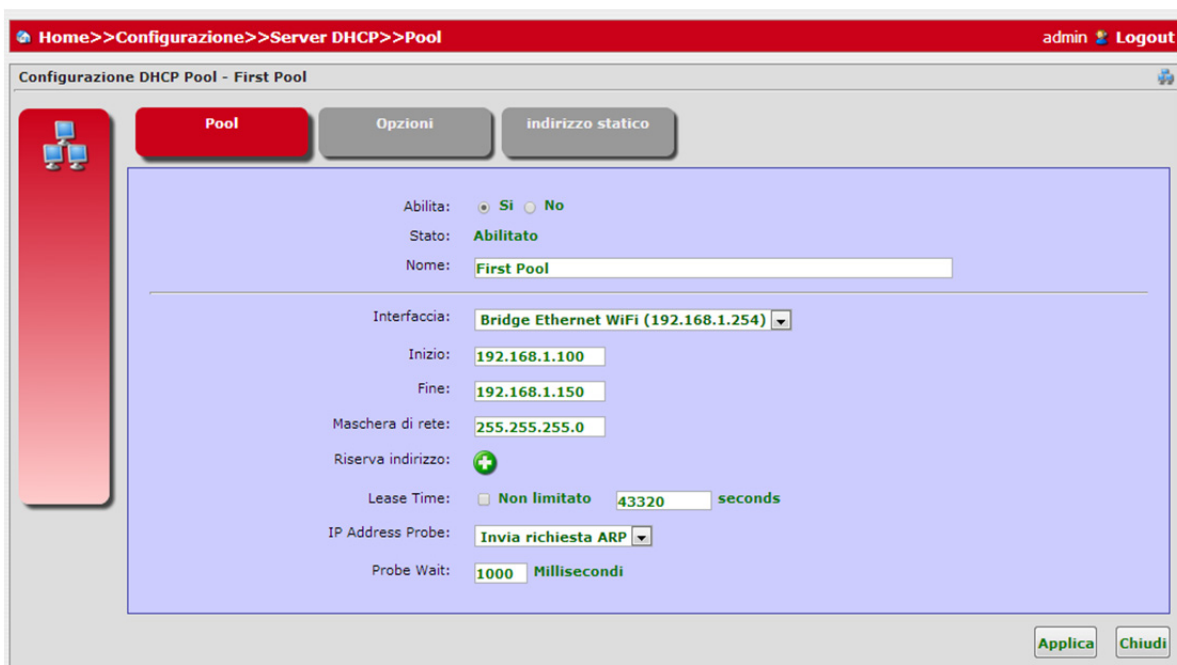 Home>>Configurazione>>Server DHCP>>Pool admin Logout
Configurazione DHCP Pool - First Pool
Pool Opzioni indirizzo statico
Abilita: Si No
Stato: Abilitato
Nome: First Pool
Interfaccia: Bridge Ethernet WiFi (192.168.1.254)
Inizio: 192.168.1.100
Fine: 192.168.1.150
Maschera di rete: 255.255.255.0
Riserva indirizzo:
Lease Time: Non limitato 43320 seconds
IP Address Probe: Invia richiesta ARP
Probe Wait: 1000 Millisecondi
Applica Chiudi